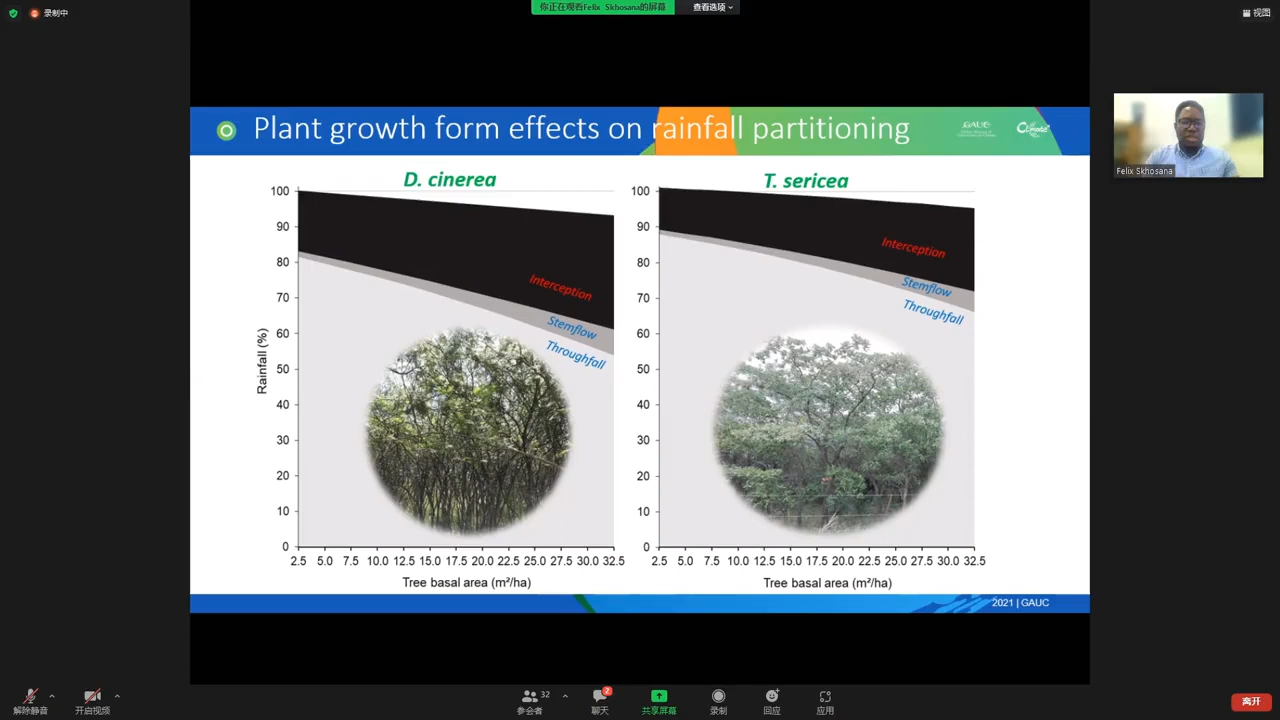 录制中
你正在观看Felix Skhosana的屏幕
查看选项
视图
Plant growth form effects on rainfall partitioning
GAUC
Climate
Felix Skhosana
D. cinerea
100
90
80
70
60
50
40
30
20
10
0
Rainfall (%)
Interception
Stemflow
Throughfall
2.5 5.0 7.5 10.0 12.5 15.0 17.5 20.0 22.5 25.0 27.5 30.0 32.5
Tree basal area (m²/ha)
T. sericea
100
90
80
70
60
50
40
30
20
10
0
Interception
Stemflow
Throughfall
2.5 5.0 7.5 10.0 12.5 15.0 17.5 20.0 22.5 25.0 27.5 30.0 32.5
Tree basal area (m²/ha)
2021 | GAUC
解除静音
开启视频
32
参会者
2
聊天
共享屏幕
录制
回应
应用
离开